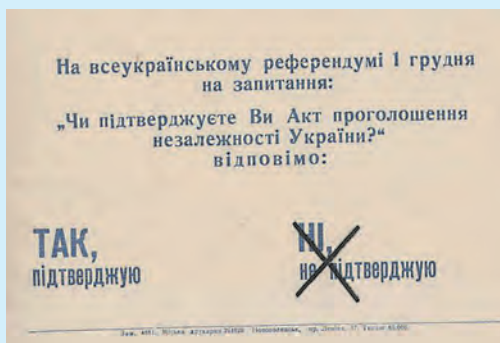 На всеукраїнському референдумі 1 грудня
на запитання:
„Чи підтверджуєте Ви Акт проголошення
незалежності України?“
відповімо:
ТАК,
підтверджую
НІ,
не підтверджую